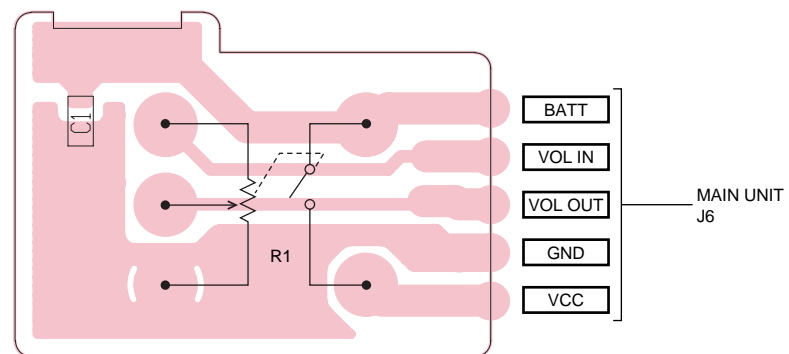 C1
BATT
VOL IN
VOL OUT
MAIN UNIT
J6
GND
R1
VCC